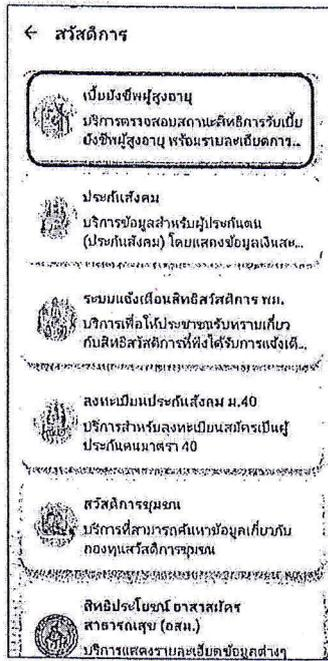 ← สวัสดิการ
เบี้ยยังชีพผู้สูงอายุ
บริการตรวจสอบสถานะสิทธิการรับเบี้ย
ยังชีพผู้สูงอายุ พร้อมรายละเอียดการ...
ประกันสังคม
บริการข้อมูลสำหรับผู้ประกันตน
(ประกันสังคม) โดยแสดงข้อมูลเงินสะ...
ระบบแจ้งเตือนสิทธิสวัสดิการ พม.
บริการเพื่อให้ประชาชนรับทราบเกี่ยว
กับสิทธิสวัสดิการที่พึงได้รับการแจ้งเตื...
ลงทะเบียนประกันสังคม ม.40
บริการสำหรับลงทะเบียนสมัครเป็นผู้
ประกันตนมาตรา 40
สวัสดิการชุมชน
บริการที่สามารถค้นหาข้อมูลเกี่ยวกับ
กองทุนสวัสดิการชุมชน
สิทธิประโยชน์ อาสาสมัคร
สาธารณสุข (อสม.)
บริการแสดงรายละเอียดข้อมูลต่างๆ